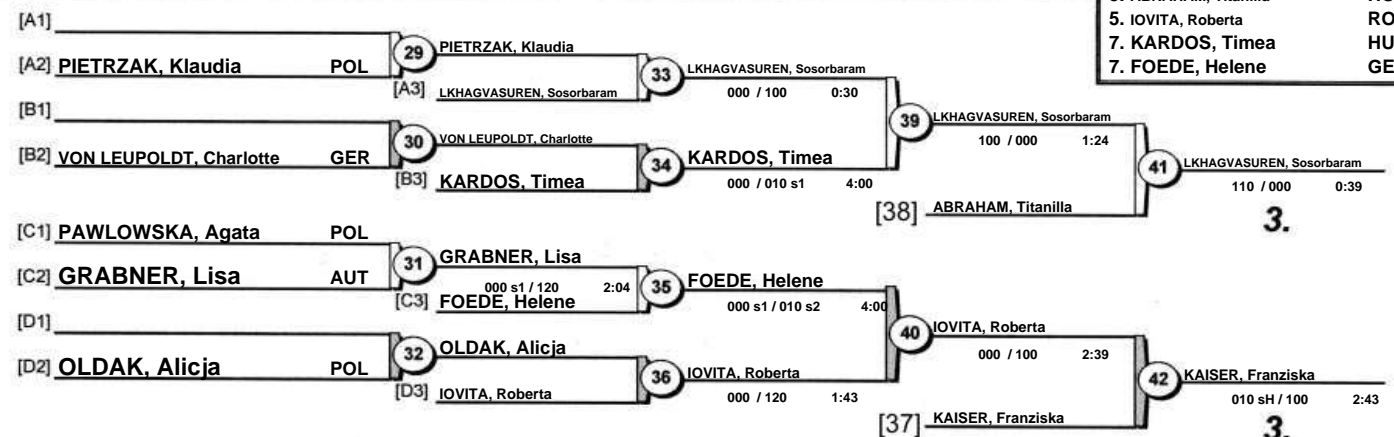 5. IOVITA, Roberta RO
7. KARDOS, Timea HU
7. FOEDE, Helene GE
[A1]
[A2] PIETRZAK, Klaudia POL
29 PIETRZAK, Klaudia
[A3] LKHAGVASUREN, Sosorbaram
33 LKHAGVASUREN, Sosorbaram
000 / 100 0:30
[B1]
[B2] VON LEUPOLDT, Charlotte GER
30 VON LEUPOLDT, Charlotte
[B3] KARDOS, Timea
34 KARDOS, Timea
000 / 010 s1 4:00
39 LKHAGVASUREN, Sosorbaram
100 / 000 1:24
[38] ABRAHAM, Titanilla
41 LKHAGVASUREN, Sosorbaram
110 / 000 0:39
3.
[C1] PAWLOWSKA, Agata POL
[C2] GRABNER, Lisa AUT
31 GRABNER, Lisa
000 s1 / 120 2:04
[C3] FOEDE, Helene
35 FOEDE, Helene
000 s1 / 010 s2 4:00
[D1]
[D2] OLDAK, Alicja POL
32 OLDAK, Alicja
[D3] IOVITA, Roberta
36 IOVITA, Roberta
000 / 120 1:43
40 IOVITA, Roberta
000 / 100 2:39
[37] KAISER, Franziska
42 KAISER, Franziska
010 sH / 100 2:43
3.